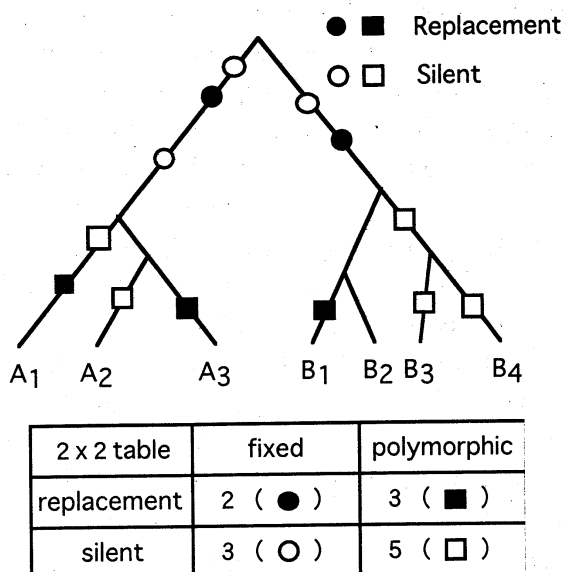 Replacement
Silent
A1 A2 A3 B1 B2 B3 B4
2 x 2 table fixed polymorphic
replacement 2 ( ● ) 3 ( ■ )
silent 3 ( ○ ) 5 ( □ )